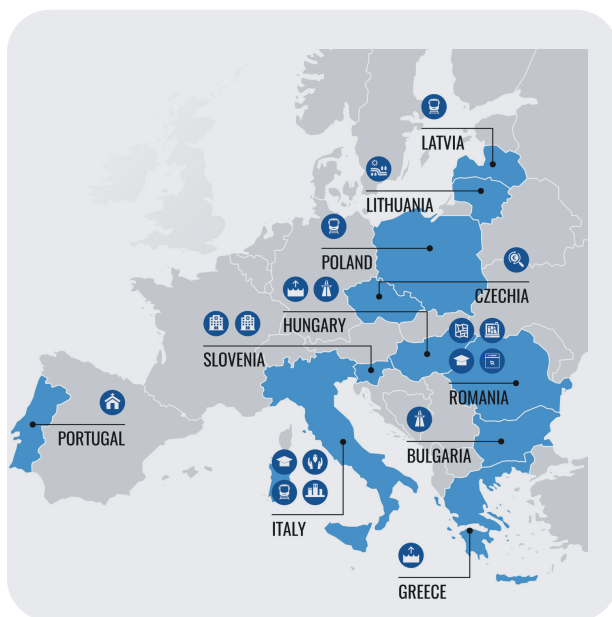 LATVIA
LITHUANIA
POLAND
CZECHIA
HUNGARY
SLOVENIA
ROMANIA
PORTUGAL
BULGARIA
ITALY
GREECE